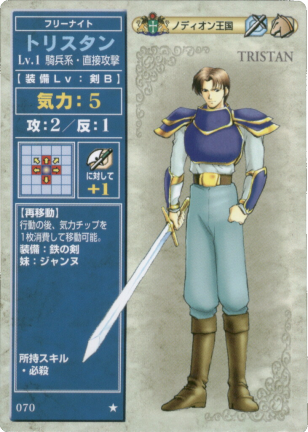 フリーナイト
トリスタン
Lv.1 騎兵系・直接攻撃
【装備Lv：剣B】
気力：5
攻：2／反：1
に対して
+1
【再移動】
行動の後、気力チップを
1枚消費して移動可能。
装備：鉄の剣
妹：ジャンヌ
所持スキル
・必殺
070
★
ノディオン王国
TRISTAN